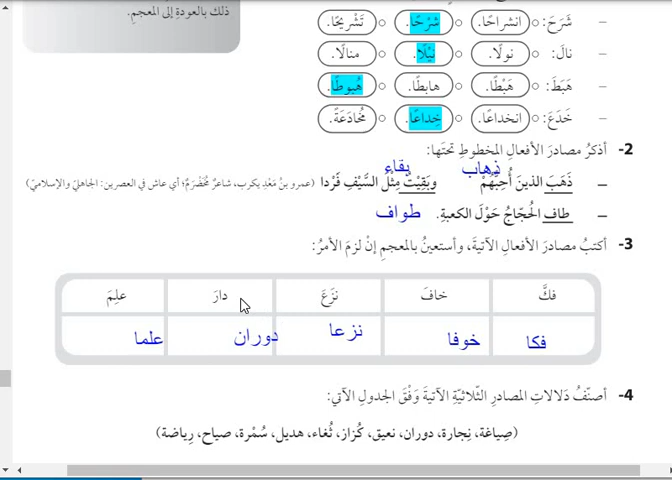 ذلك بالعودةِ إلى المعجمِ.
– شَرَحَ: ○ انشراحًا. ○ شرْحًا. ○ تَشْريحًا.
– نالَ: ○ نولًا. ○ نيْلًا. ○ منالًا.
– هَبَطَ: ○ هَبْطًا. ○ هابطًا. ○ هُبوطًا.
– خَدَعَ: ○ انخداعًا. ○ خِداعًا. ○ مُخادَعَةً.
2- أذكرُ مصادرَ الأفعالِ المخطوطِ تحتَها:
ذهاب بقاء
– ذَهَبَ الذينَ أُحِبُّهُمْ وبَقِيْتُ مِثْلَ السَّيْفِ فَرْدا (عمرو بنُ مَعْدِ يكرب، شاعرٌ مُخَضْرَمٌ؛ أي عاش في العصرين: الجاهليّ والإسلاميّ)
– طافَ الحُجّاجُ حَوْلَ الكعبةِ. طواف
3- أكتبُ مصادرَ الأفعالِ الآتيةِ، وأستعينُ بالمعجمِ إنْ لزمَ الأمرُ:
فكَّ خافَ نزَعَ دارَ علِمَ
فكا خوفا نزعا دوران علما
4- أصنّفُ دَلالاتِ المصادرِ الثّلاثيّةِ الآتيةَ وَفْقَ الجدولِ الآتي:
(صِياغة، نِجارة، دوران، نعيق، كُزاز، ثُغاء، هديل، سُمْرة، صياح، رِياضة)